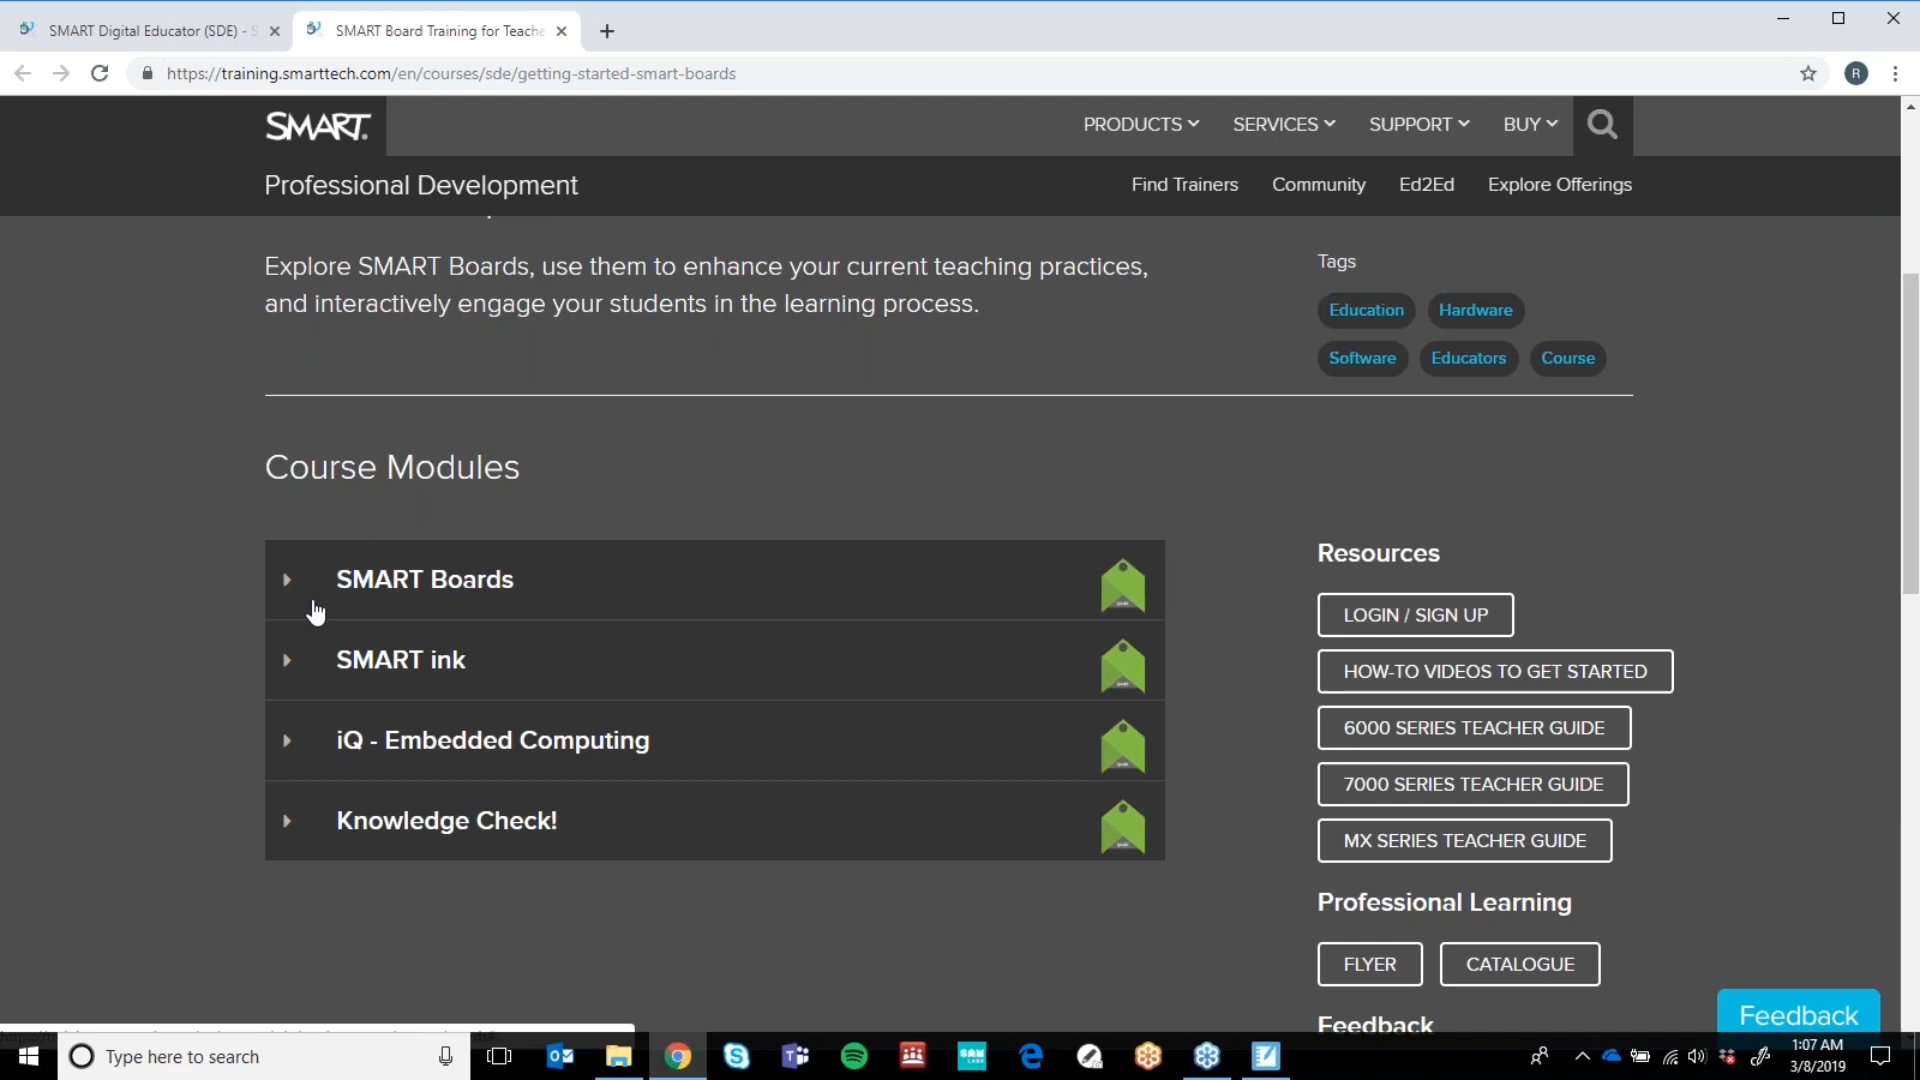 SMART Digital Educator (SDE) - S
SMART Board Training for Teache
https://training.smarttech.com/en/courses/sde/getting-started-smart-boards
R
SMART
PRODUCTS
SERVICES
SUPPORT
BUY
Professional Development
Find Trainers
Community
Ed2Ed
Explore Offerings
Explore SMART Boards, use them to enhance your current teaching practices,
and interactively engage your students in the learning process.
Tags
Education
Hardware
Software
Educators
Course
Course Modules
SMART Boards
SMART ink
iQ - Embedded Computing
Knowledge Check!
Resources
LOGIN / SIGN UP
HOW-TO VIDEOS TO GET STARTED
6000 SERIES TEACHER GUIDE
7000 SERIES TEACHER GUIDE
MX SERIES TEACHER GUIDE
Professional Learning
FLYER
CATALOGUE
Feedback
Feedback
Type here to search
1:07 AM
3/8/2019